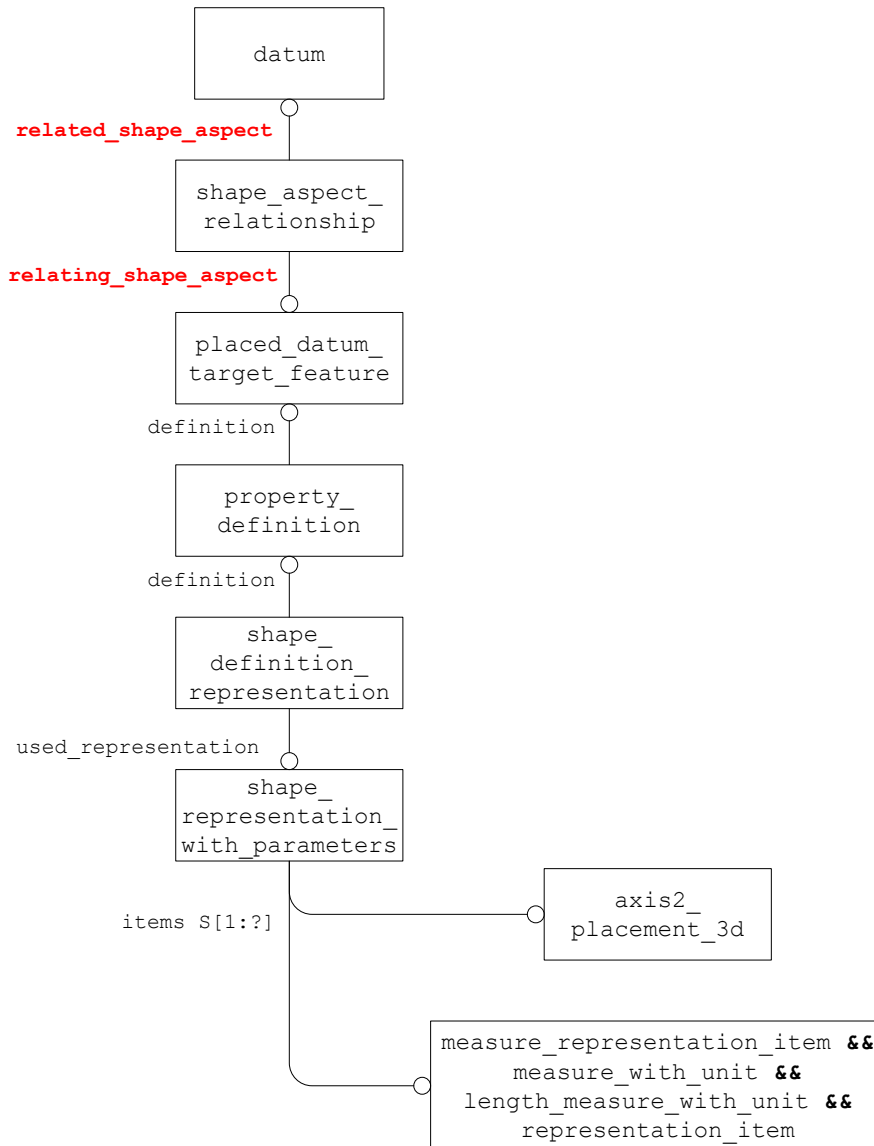 datum
related_shape_aspect
shape_aspect_
relationship
relating_shape_aspect
placed_datum_
target_feature
definition
property_
definition
definition
shape_
definition_
representation
used_representation
shape_
representation_
with_parameters
items S[1:?]
axis2_
placement_3d
measure_representation_item &&
measure_with_unit &&
length_measure_with_unit &&
representation_item